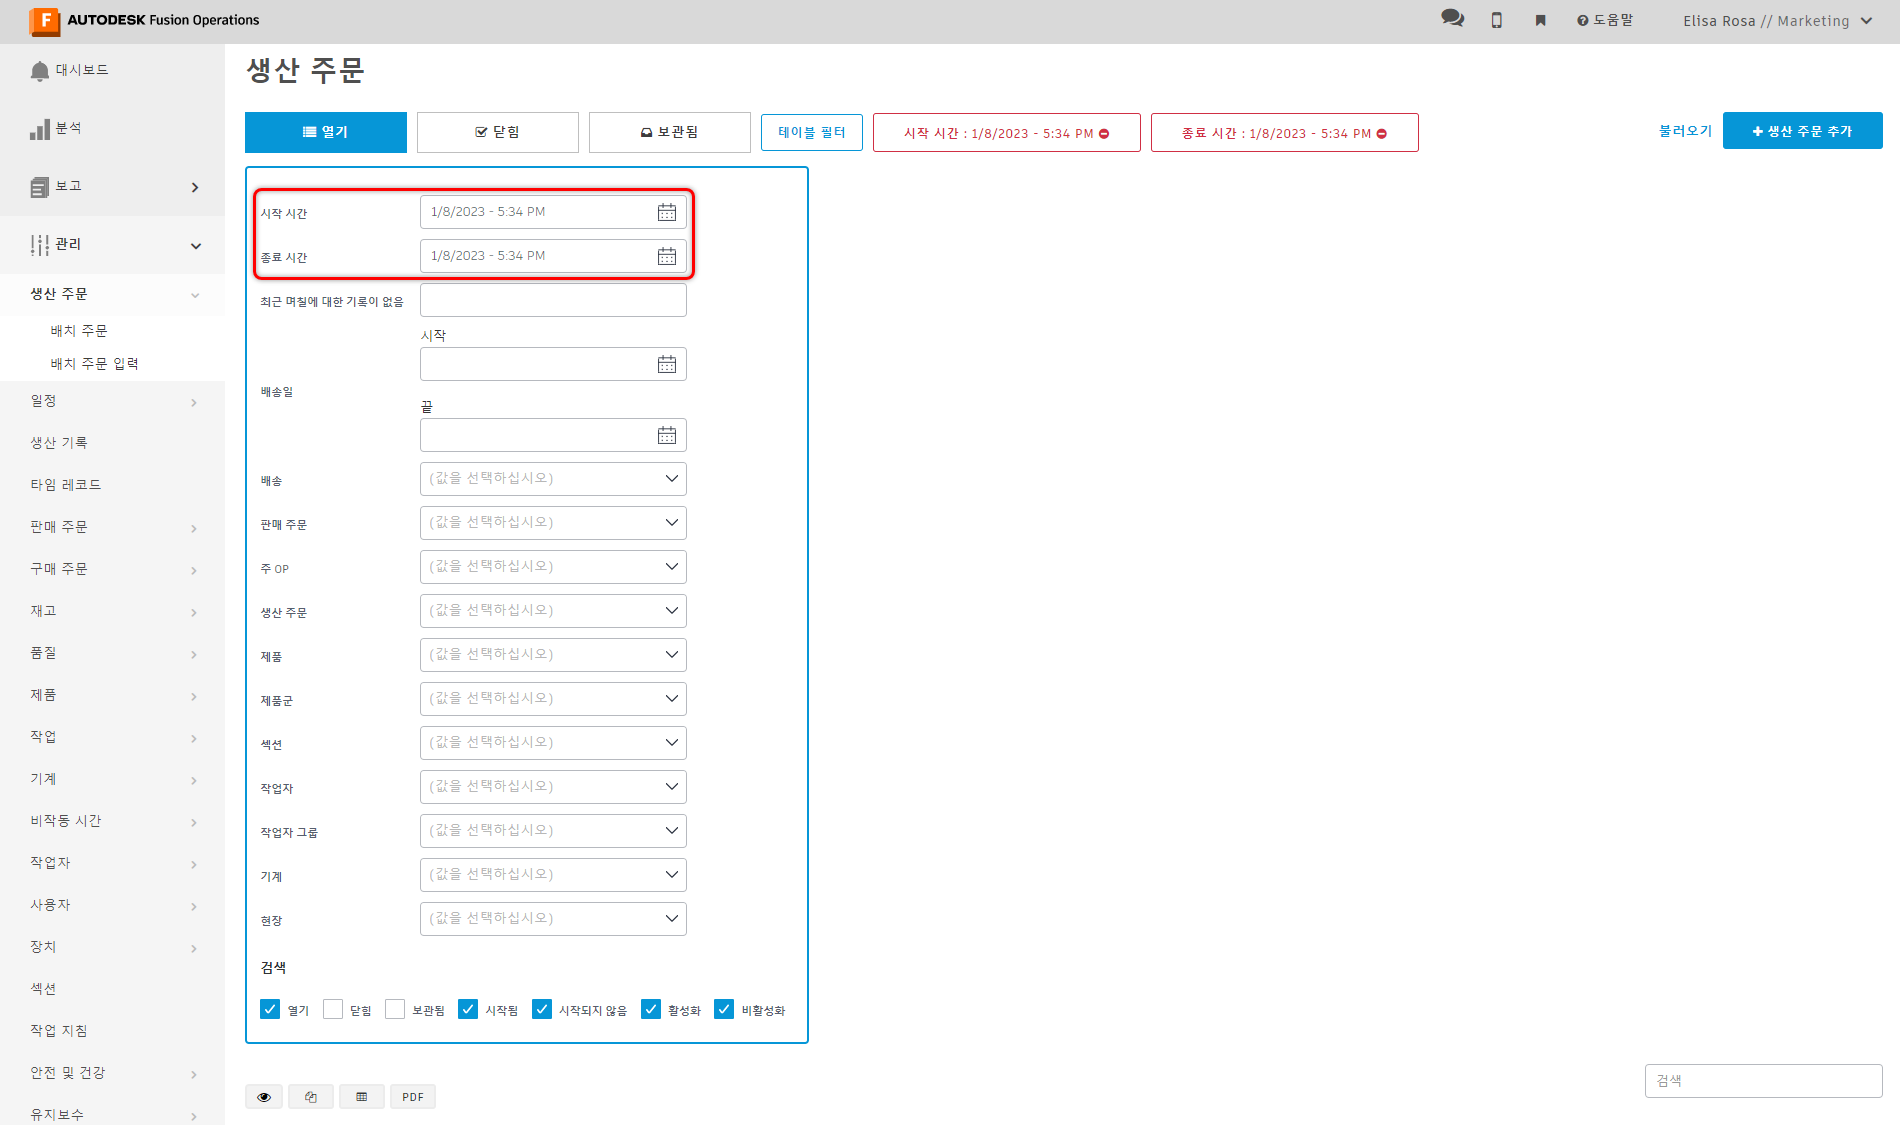 AUTODESK Fusion Operations
도움말
Elisa Rosa // Marketing
대시보드
분석
보고
관리
생산 주문
배치 주문
배치 주문 입력
일정
생산 기록
타임 레코드
판매 주문
구매 주문
재고
품질
제품
작업
기계
비작동 시간
작업자
사용자
장치
섹션
작업 지침
안전 및 건강
유지보수
생산 주문
열기
닫힘
보관됨
테이블 필터
시작 시간 : 1/8/2023 - 5:34 PM
종료 시간 : 1/8/2023 - 5:34 PM
불러오기
생산 주문 추가
시작 시간
1/8/2023 - 5:34 PM
종료 시간
1/8/2023 - 5:34 PM
최근 며칠에 대한 기록이 없음
시작
배송일
끝
배송
(값을 선택하십시오)
판매 주문
(값을 선택하십시오)
주 OP
(값을 선택하십시오)
생산 주문
(값을 선택하십시오)
제품
(값을 선택하십시오)
제품군
(값을 선택하십시오)
섹션
(값을 선택하십시오)
작업자
(값을 선택하십시오)
작업자 그룹
(값을 선택하십시오)
기계
(값을 선택하십시오)
현장
(값을 선택하십시오)
검색
열기 닫힘 보관됨 시작됨 시작되지 않음 활성화 비활성화
PDF
검색